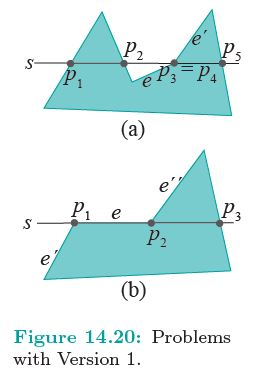 e′
s p₁ p₂ e p₃ = p₄ p₅
(a)
e″
s p₁ e p₂ p₃
e′
(b)
Figure 14.20: Problems
with Version 1.